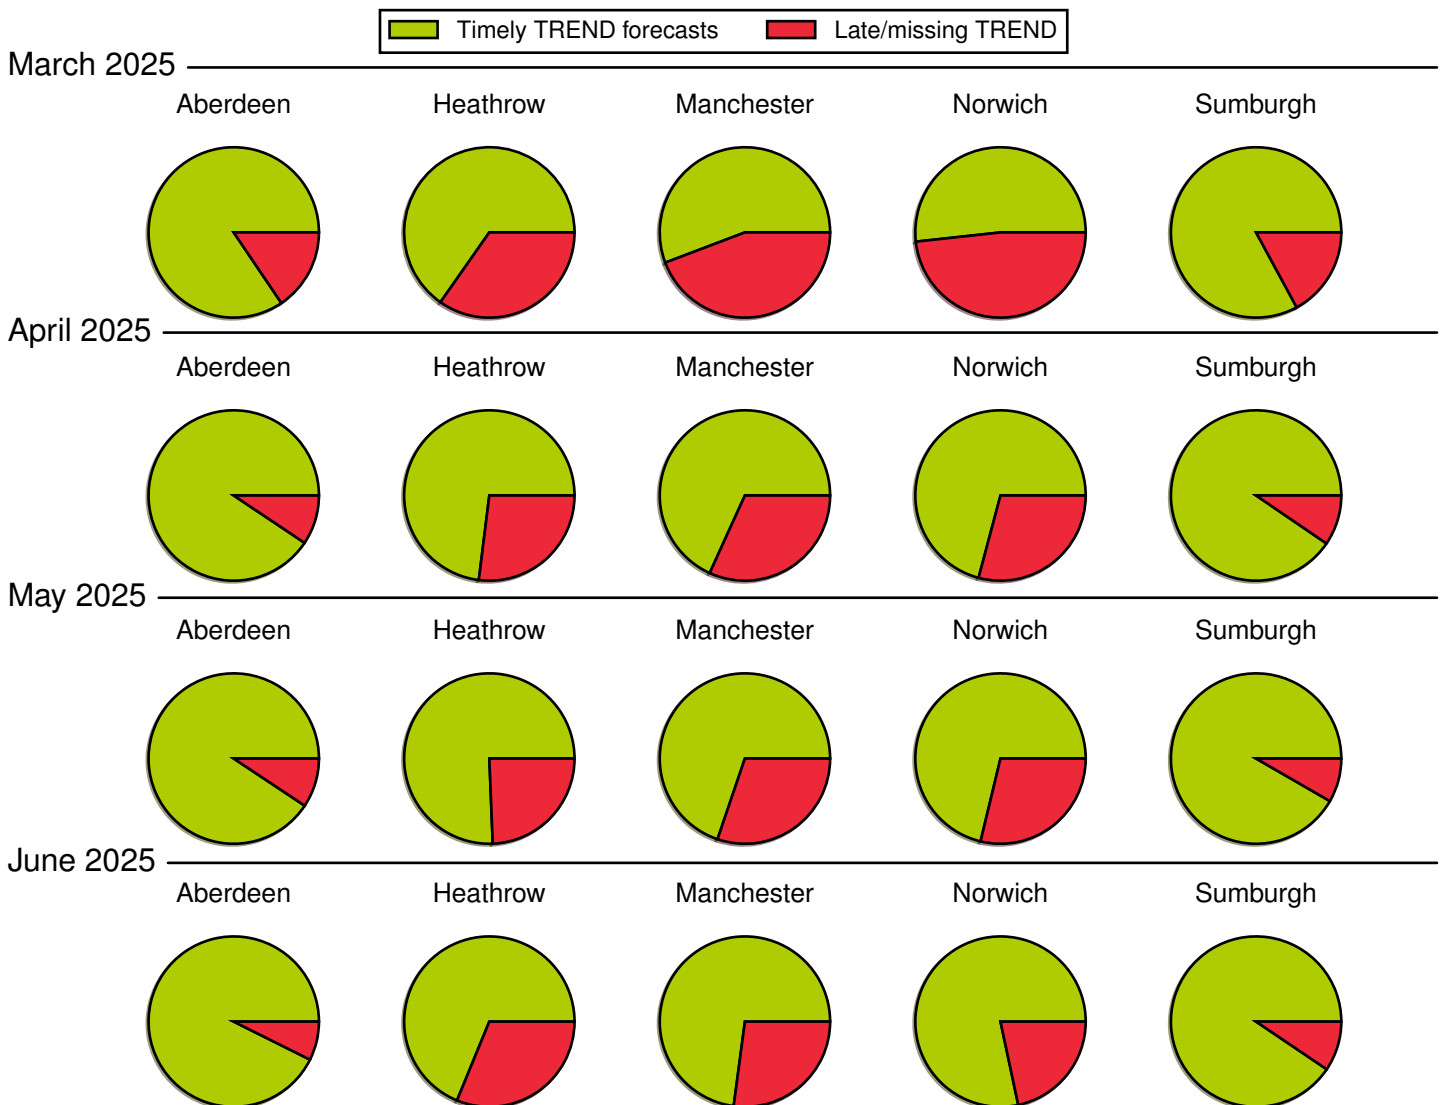 Timely TREND forecasts Late/missing TREND
March 2025
Aberdeen Heathrow Manchester Norwich Sumburgh
April 2025
Aberdeen Heathrow Manchester Norwich Sumburgh
May 2025
Aberdeen Heathrow Manchester Norwich Sumburgh
June 2025
Aberdeen Heathrow Manchester Norwich Sumburgh